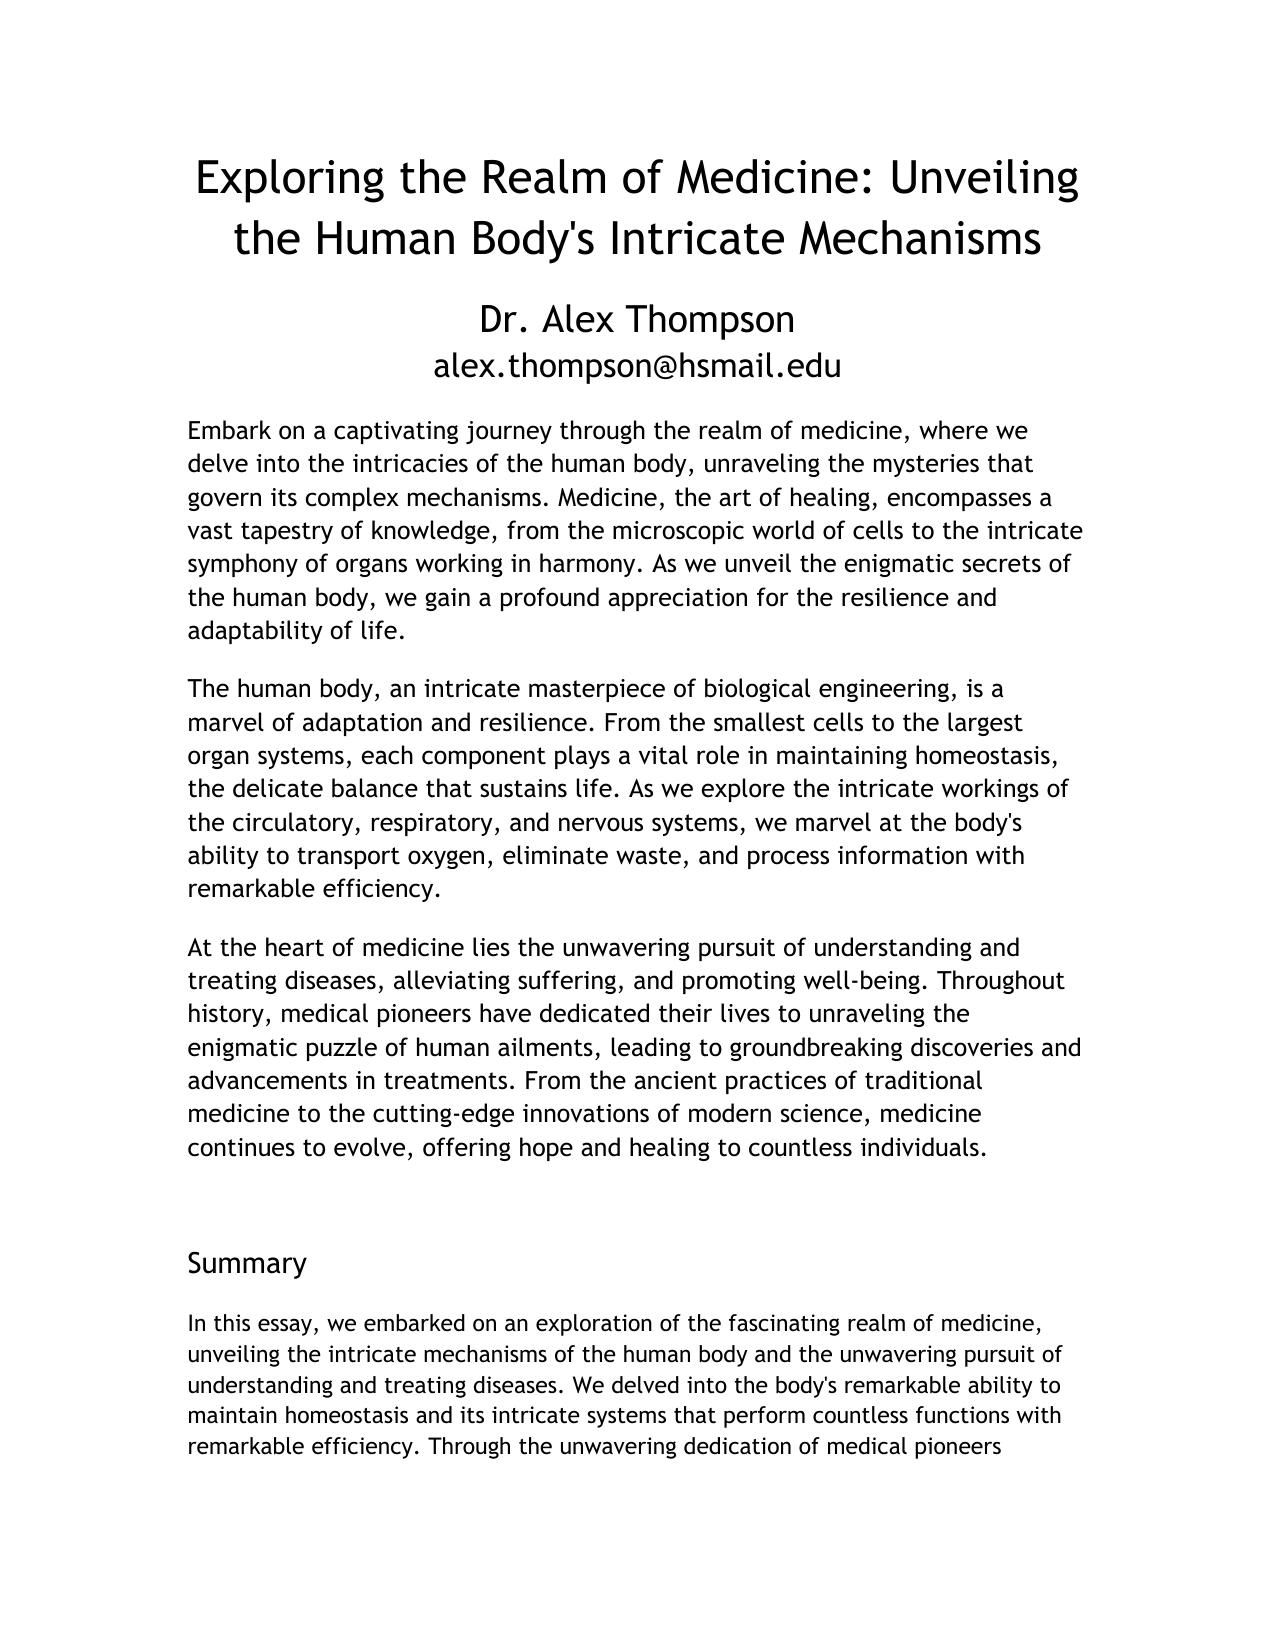 Exploring the Realm of Medicine: Unveiling
the Human Body's Intricate Mechanisms
Dr. Alex Thompson
alex.thompson@hsmail.edu
Embark on a captivating journey through the realm of medicine, where we
delve into the intricacies of the human body, unraveling the mysteries that
govern its complex mechanisms. Medicine, the art of healing, encompasses a
vast tapestry of knowledge, from the microscopic world of cells to the intricate
symphony of organs working in harmony. As we unveil the enigmatic secrets of
the human body, we gain a profound appreciation for the resilience and
adaptability of life.
The human body, an intricate masterpiece of biological engineering, is a
marvel of adaptation and resilience. From the smallest cells to the largest
organ systems, each component plays a vital role in maintaining homeostasis,
the delicate balance that sustains life. As we explore the intricate workings of
the circulatory, respiratory, and nervous systems, we marvel at the body's
ability to transport oxygen, eliminate waste, and process information with
remarkable efficiency.
At the heart of medicine lies the unwavering pursuit of understanding and
treating diseases, alleviating suffering, and promoting well-being. Throughout
history, medical pioneers have dedicated their lives to unraveling the
enigmatic puzzle of human ailments, leading to groundbreaking discoveries and
advancements in treatments. From the ancient practices of traditional
medicine to the cutting-edge innovations of modern science, medicine
continues to evolve, offering hope and healing to countless individuals.
Summary
In this essay, we embarked on an exploration of the fascinating realm of medicine,
unveiling the intricate mechanisms of the human body and the unwavering pursuit of
understanding and treating diseases. We delved into the body's remarkable ability to
maintain homeostasis and its intricate systems that perform countless functions with
remarkable efficiency. Through the unwavering dedication of medical pioneers